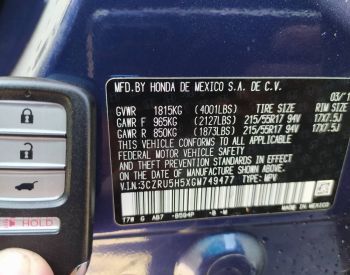 MFD.BY HONDA DE MEXICO S.A. DE C.V.
03/1
GVWR 1815KG (4001LBS) TIRE SIZE RIM SIZE
GAWR F 965KG (2127LBS) 215/55R17 94V 17X7.5J
GAWR R 850KG (1873LBS) 215/55R17 94V 17X7.5J
THIS VEHICLE CONFORMS TO ALL APPLICABLE
FEDERAL MOTOR VEHICLE SAFETY
AND THEFT PREVENTION STANDARDS IN EFFECT
ON THE DATE OF MANUFACTURE SHOWN ABOVE.
V.I.N:3CZRU5H5XGM749477 TYPE:MPV
HOLD
IN MEXICO